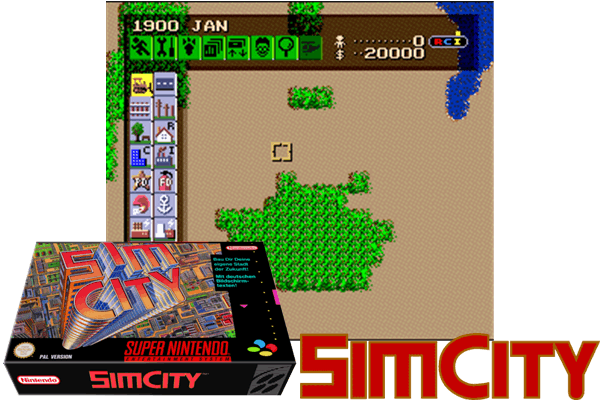 1900 JAN
0
RCI
$ 20000
R
C
I
SIM
CITY
Nintendo
Bau Dir Deine
eigene Stadt
der Zukunft!
Mit deutschen
Bildschirm-
texten!
PAL VERSION
SUPER NINTENDO
ENTERTAINMENT SYSTEM
Nintendo
SIMCITY
SIMCITY